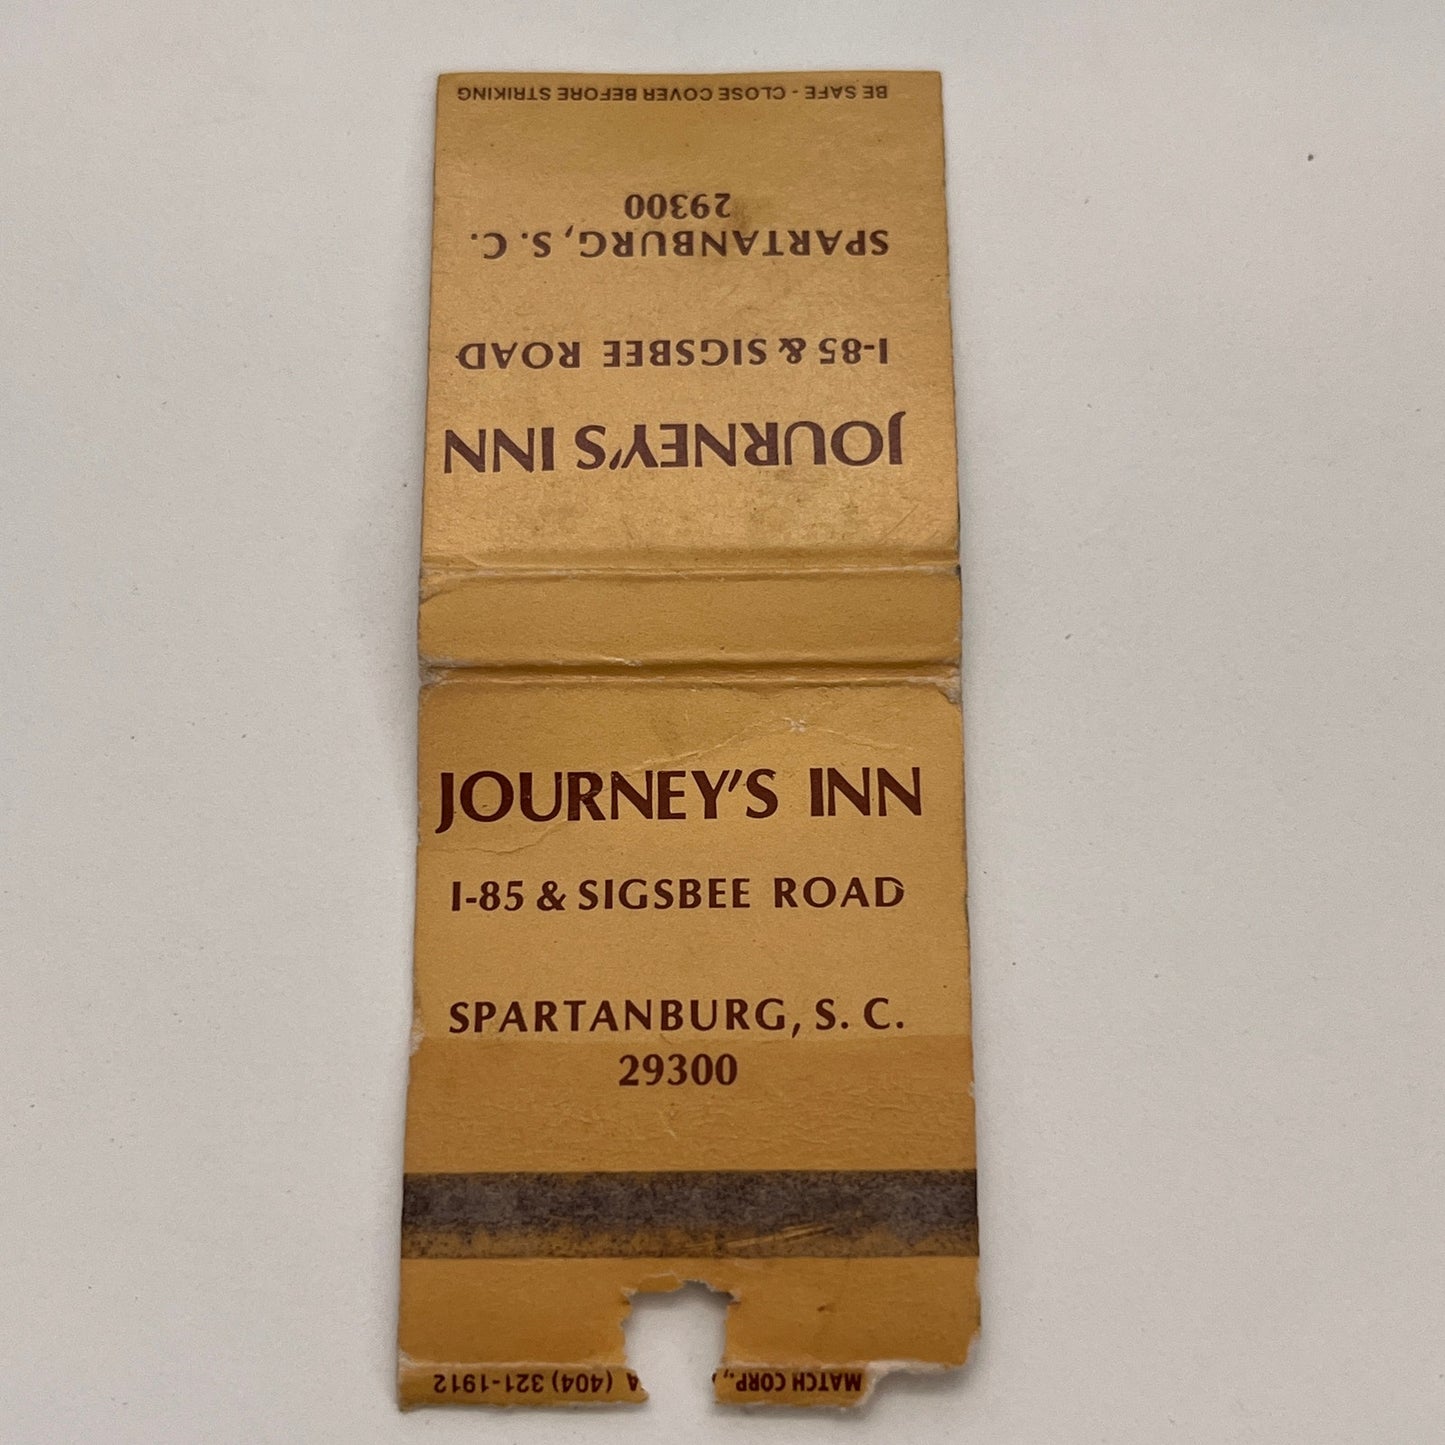 BE SAFE - CLOSE COVER BEFORE STRIKING
JOURNEY'S INN
I-85 & SIGSBEE ROAD
SPARTANBURG, S. C.
29300
JOURNEY'S INN
I-85 & SIGSBEE ROAD
SPARTANBURG, S. C.
29300
MATCH CORP., A (404) 321-1912